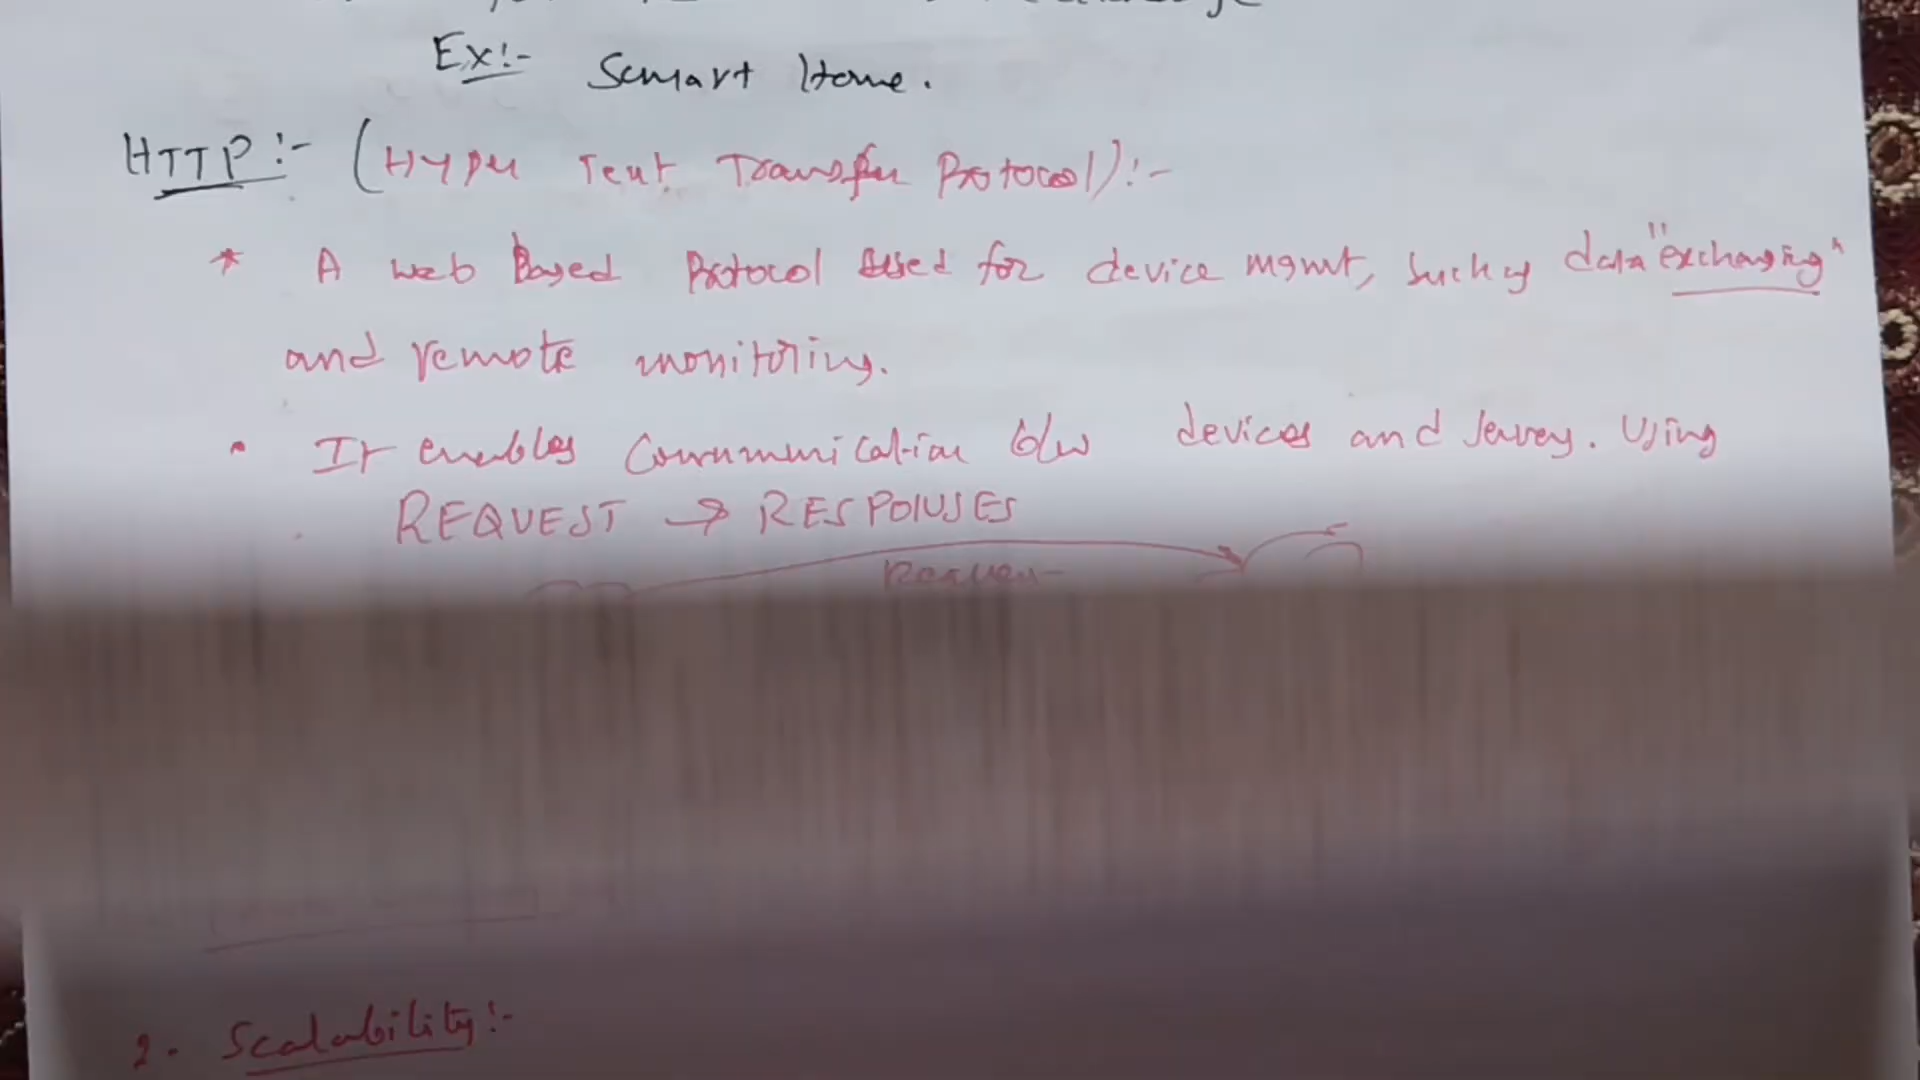 Ex:- Smart Home.
HTTP:- (Hyper Text Transfer Protocol):-
* A web Based Protocol used for device mgmt, such as data "exchanging"
and remote monitoring.
• It enables Communication b/w devices and servers. Using
REQUEST → RESPONSES
Request
2. Scalability:-